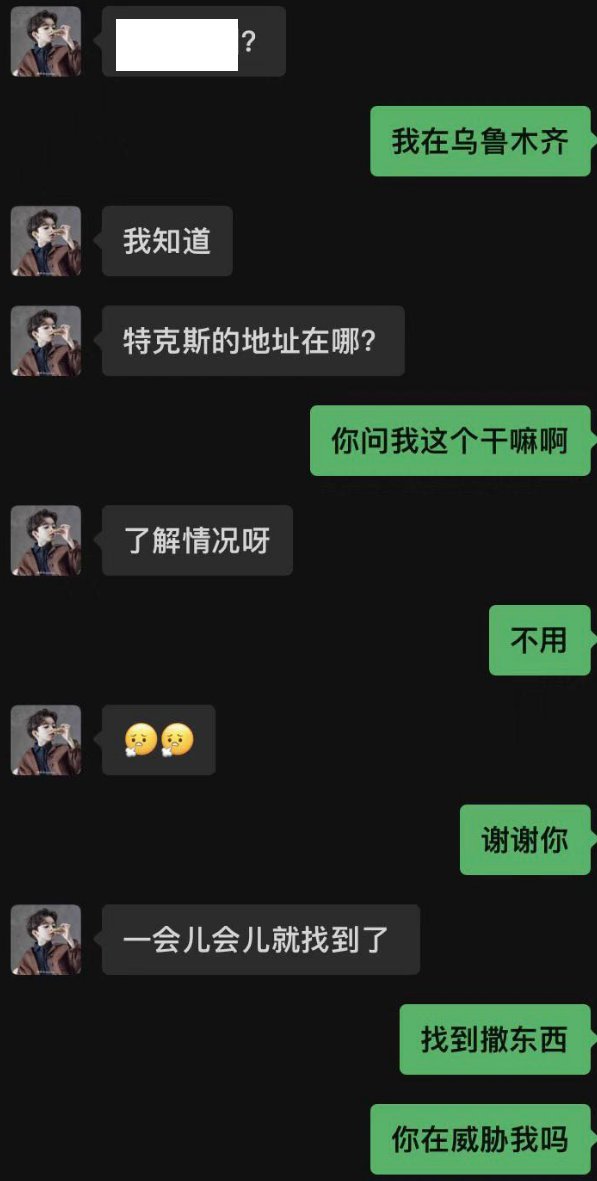 ?
我在乌鲁木齐
我知道
特克斯的地址在哪?
你问我这个干嘛啊
了解情况呀
不用
😮‍💨😮‍💨
谢谢你
一会儿会儿就找到了
找到撒东西
你在威胁我吗